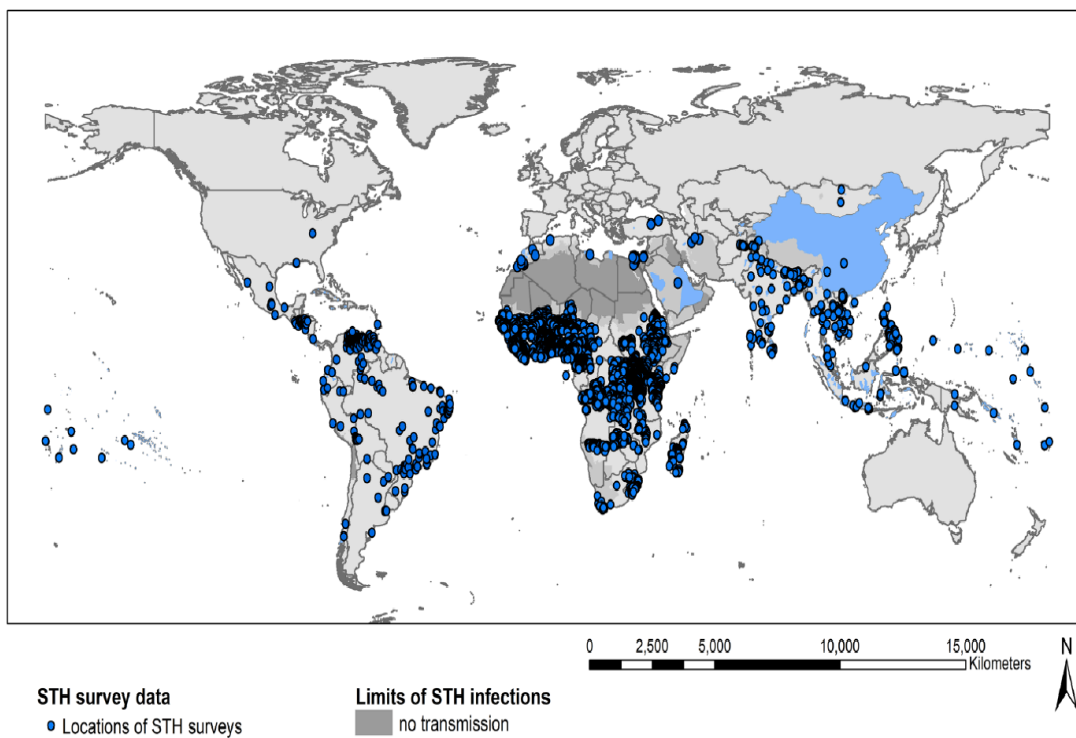 0 2,500 5,000 10,000 15,000
Kilometers
N
STH survey data
Locations of STH surveys
Limits of STH infections
no transmission